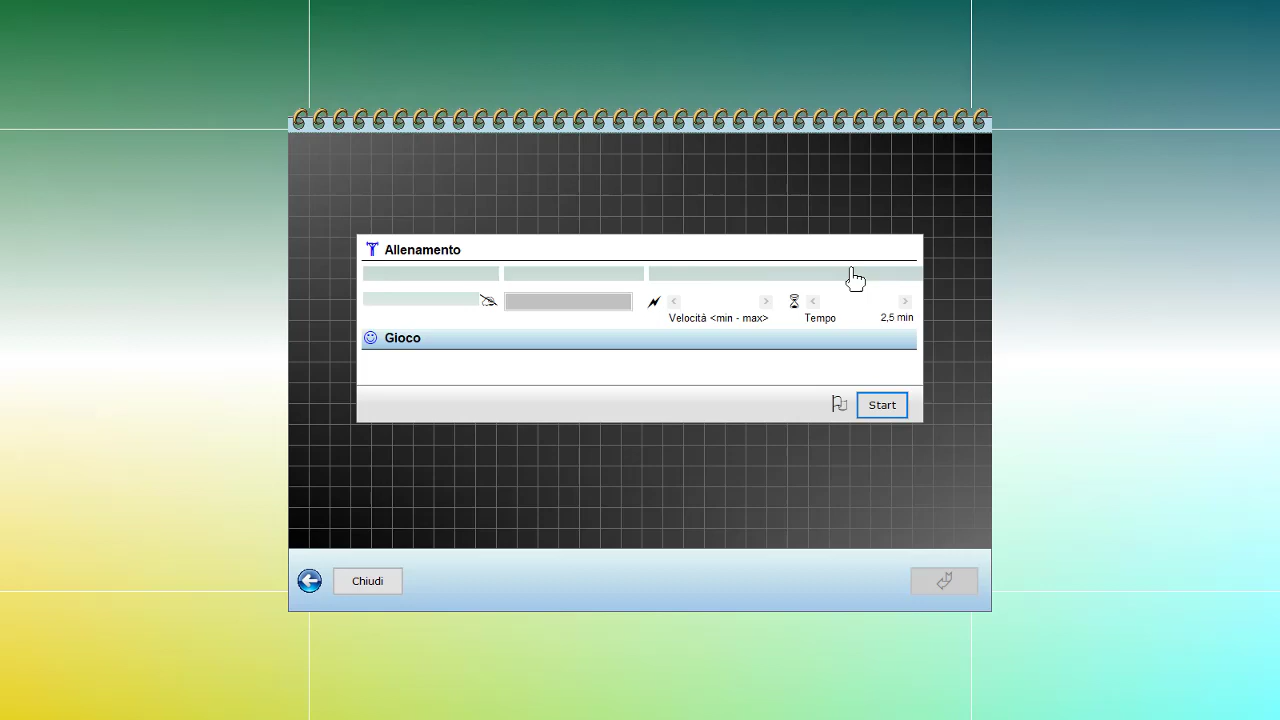 Allenamento
Velocità <min - max>
Tempo
2,5 min
Gioco
Start
Chiudi